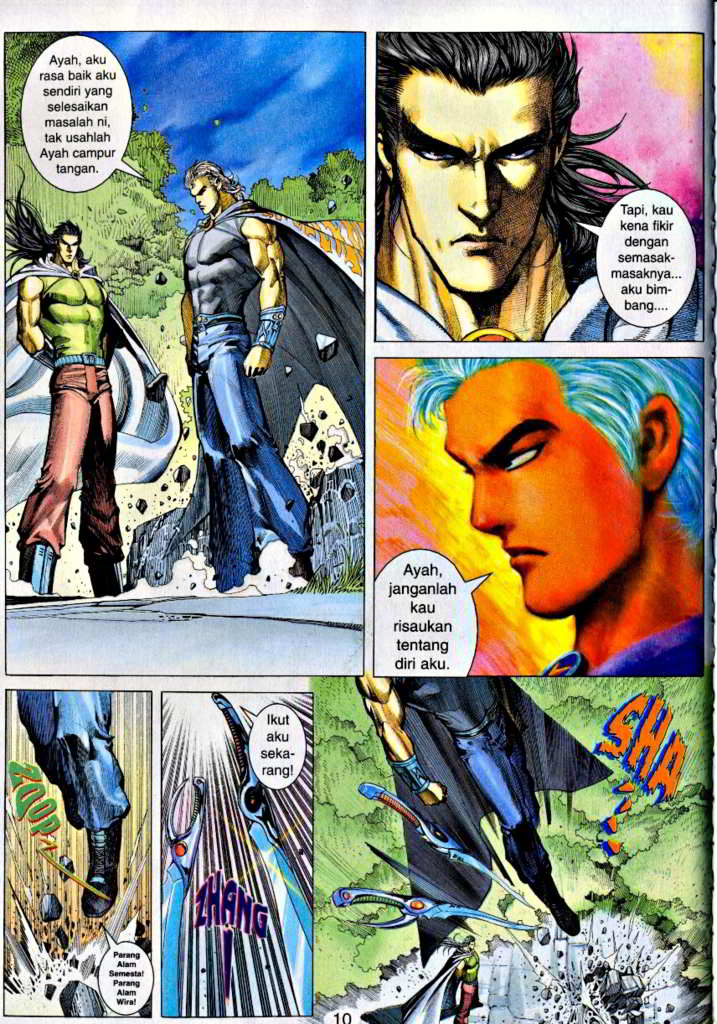 Ayah, aku
rasa baik aku
sendiri yang
selesaikan
masalah ni,
tak usahlah
Ayah campur
tangan.
Tapi, kau
kena fikir
dengan
semasak-
masaknya...
aku bim-
bang....
Ayah,
janganlah
kau
risaukan
tentang
diri aku.
ZOOP!
Parang
Alam
Semesta!
Parang
Alam
Wira!
Ikut
aku
seka-
rang!
ZHANG
!
SHA
...!
10